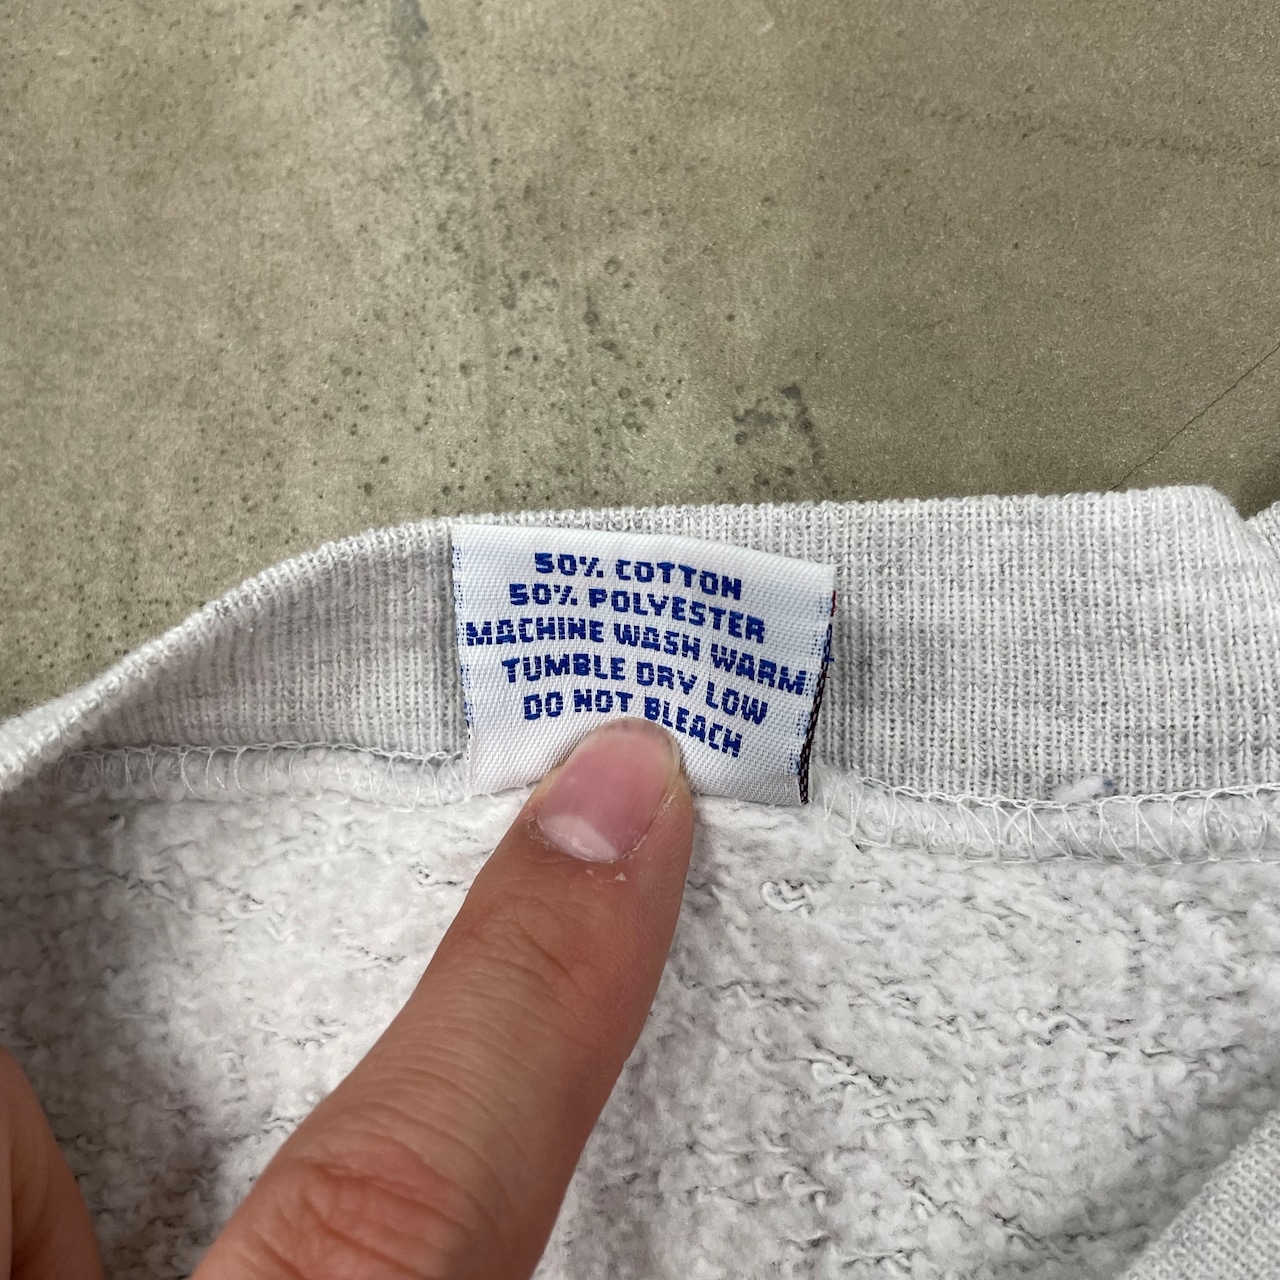 50% COTTON
50% POLYESTER
MACHINE WASH WARM
TUMBLE DRY LOW
DO NOT BLEACH